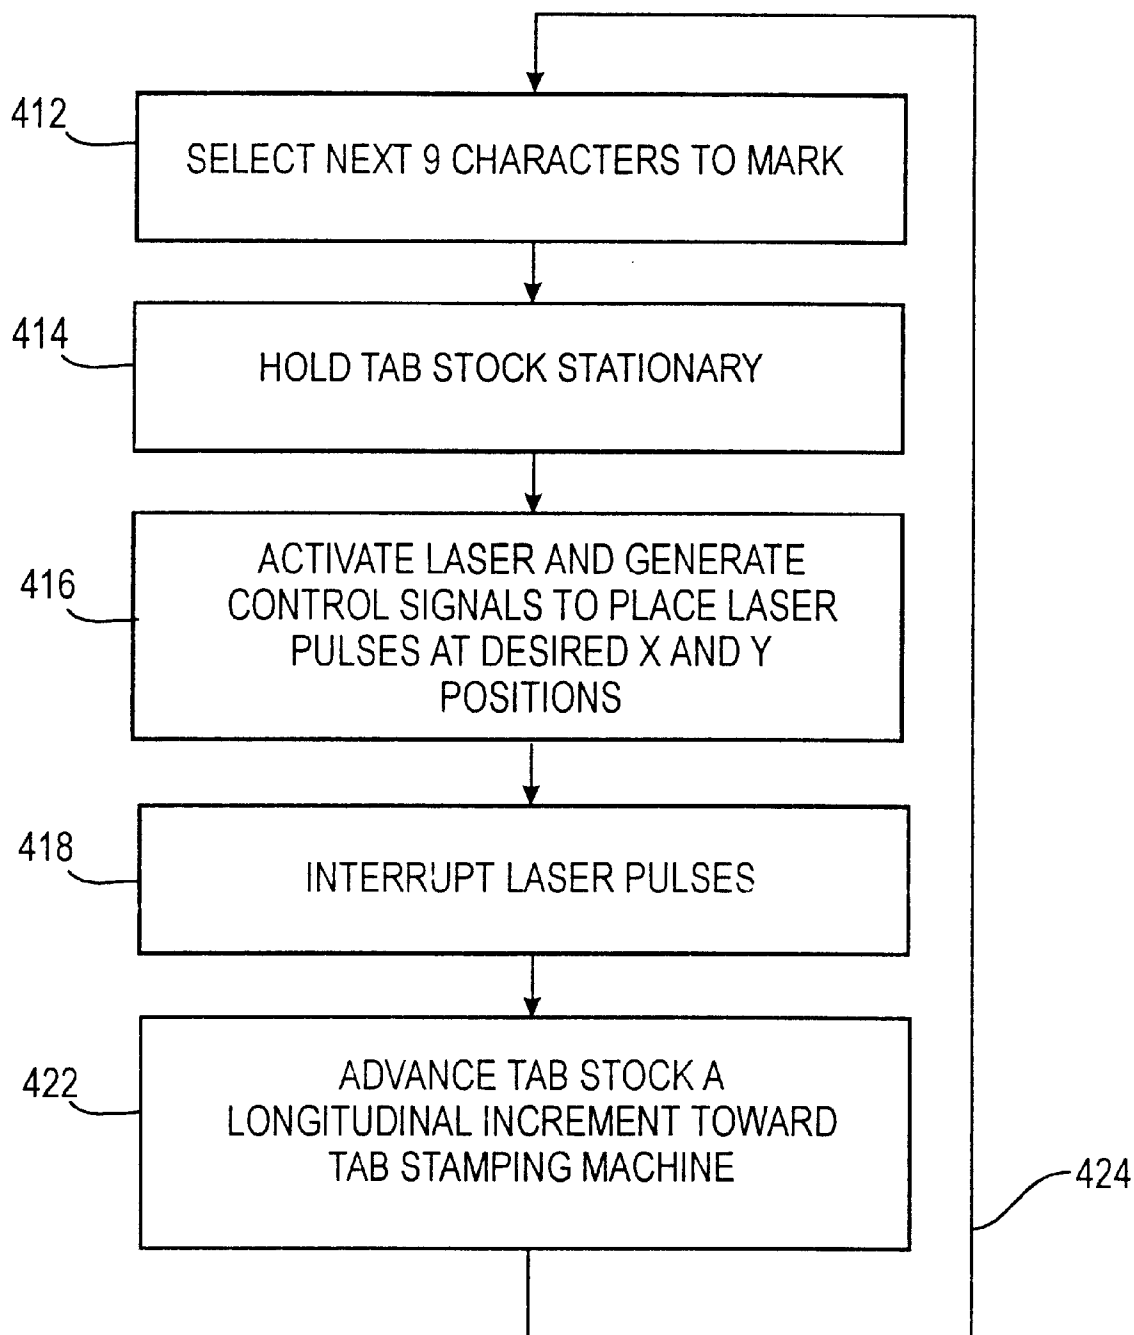 412
SELECT NEXT 9 CHARACTERS TO MARK
414
HOLD TAB STOCK STATIONARY
416
ACTIVATE LASER AND GENERATE
CONTROL SIGNALS TO PLACE LASER
PULSES AT DESIRED X AND Y
POSITIONS
418
INTERRUPT LASER PULSES
422
ADVANCE TAB STOCK A
LONGITUDINAL INCREMENT TOWARD
TAB STAMPING MACHINE
424